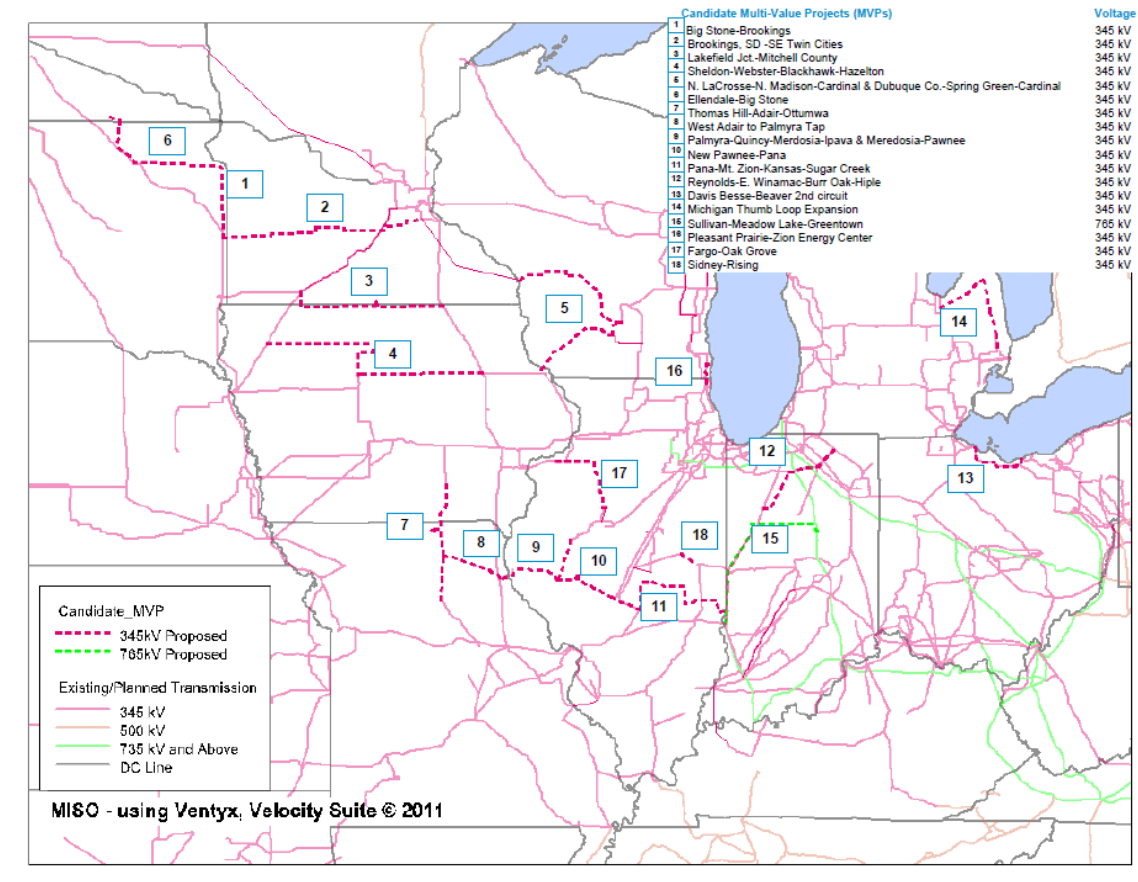 Candidate Multi-Value Projects (MVPs) Voltage
1 Big Stone-Brookings 345 kV
2 Brookings, SD -SE Twin Cities 345 kV
3 Lakefield Jct.-Mitchell County 345 kV
4 Sheldon-Webster-Blackhawk-Hazelton 345 kV
5 N. LaCrosse-N. Madison-Cardinal & Dubuque Co.-Spring Green-Cardinal 345 kV
6 Ellendale-Big Stone 345 kV
7 Thomas Hill-Adair-Ottumwa 345 kV
8 West Adair to Palmyra Tap 345 kV
9 Palmyra-Quincy-Merdosia-Ipava & Meredosia-Pawnee 345 kV
10 New Pawnee-Pana 345 kV
11 Pana-Mt. Zion-Kansas-Sugar Creek 345 kV
12 Reynolds-E. Winamac-Burr Oak-Hiple 345 kV
13 Davis Besse-Beaver 2nd circuit 345 kV
14 Michigan Thumb Loop Expansion 345 kV
15 Sullivan-Meadow Lake-Greentown 765 kV
16 Pleasant Prairie-Zion Energy Center 345 kV
17 Fargo-Oak Grove 345 kV
18 Sidney-Rising 345 kV
6
1
2
3
5
14
4
16
12
17
13
7
8
9
18
15
10
11
Candidate_MVP
345kV Proposed
765kV Proposed
Existing/Planned Transmission
345 kV
500 kV
735 kV and Above
DC Line
MISO - using Ventyx, Velocity Suite © 2011